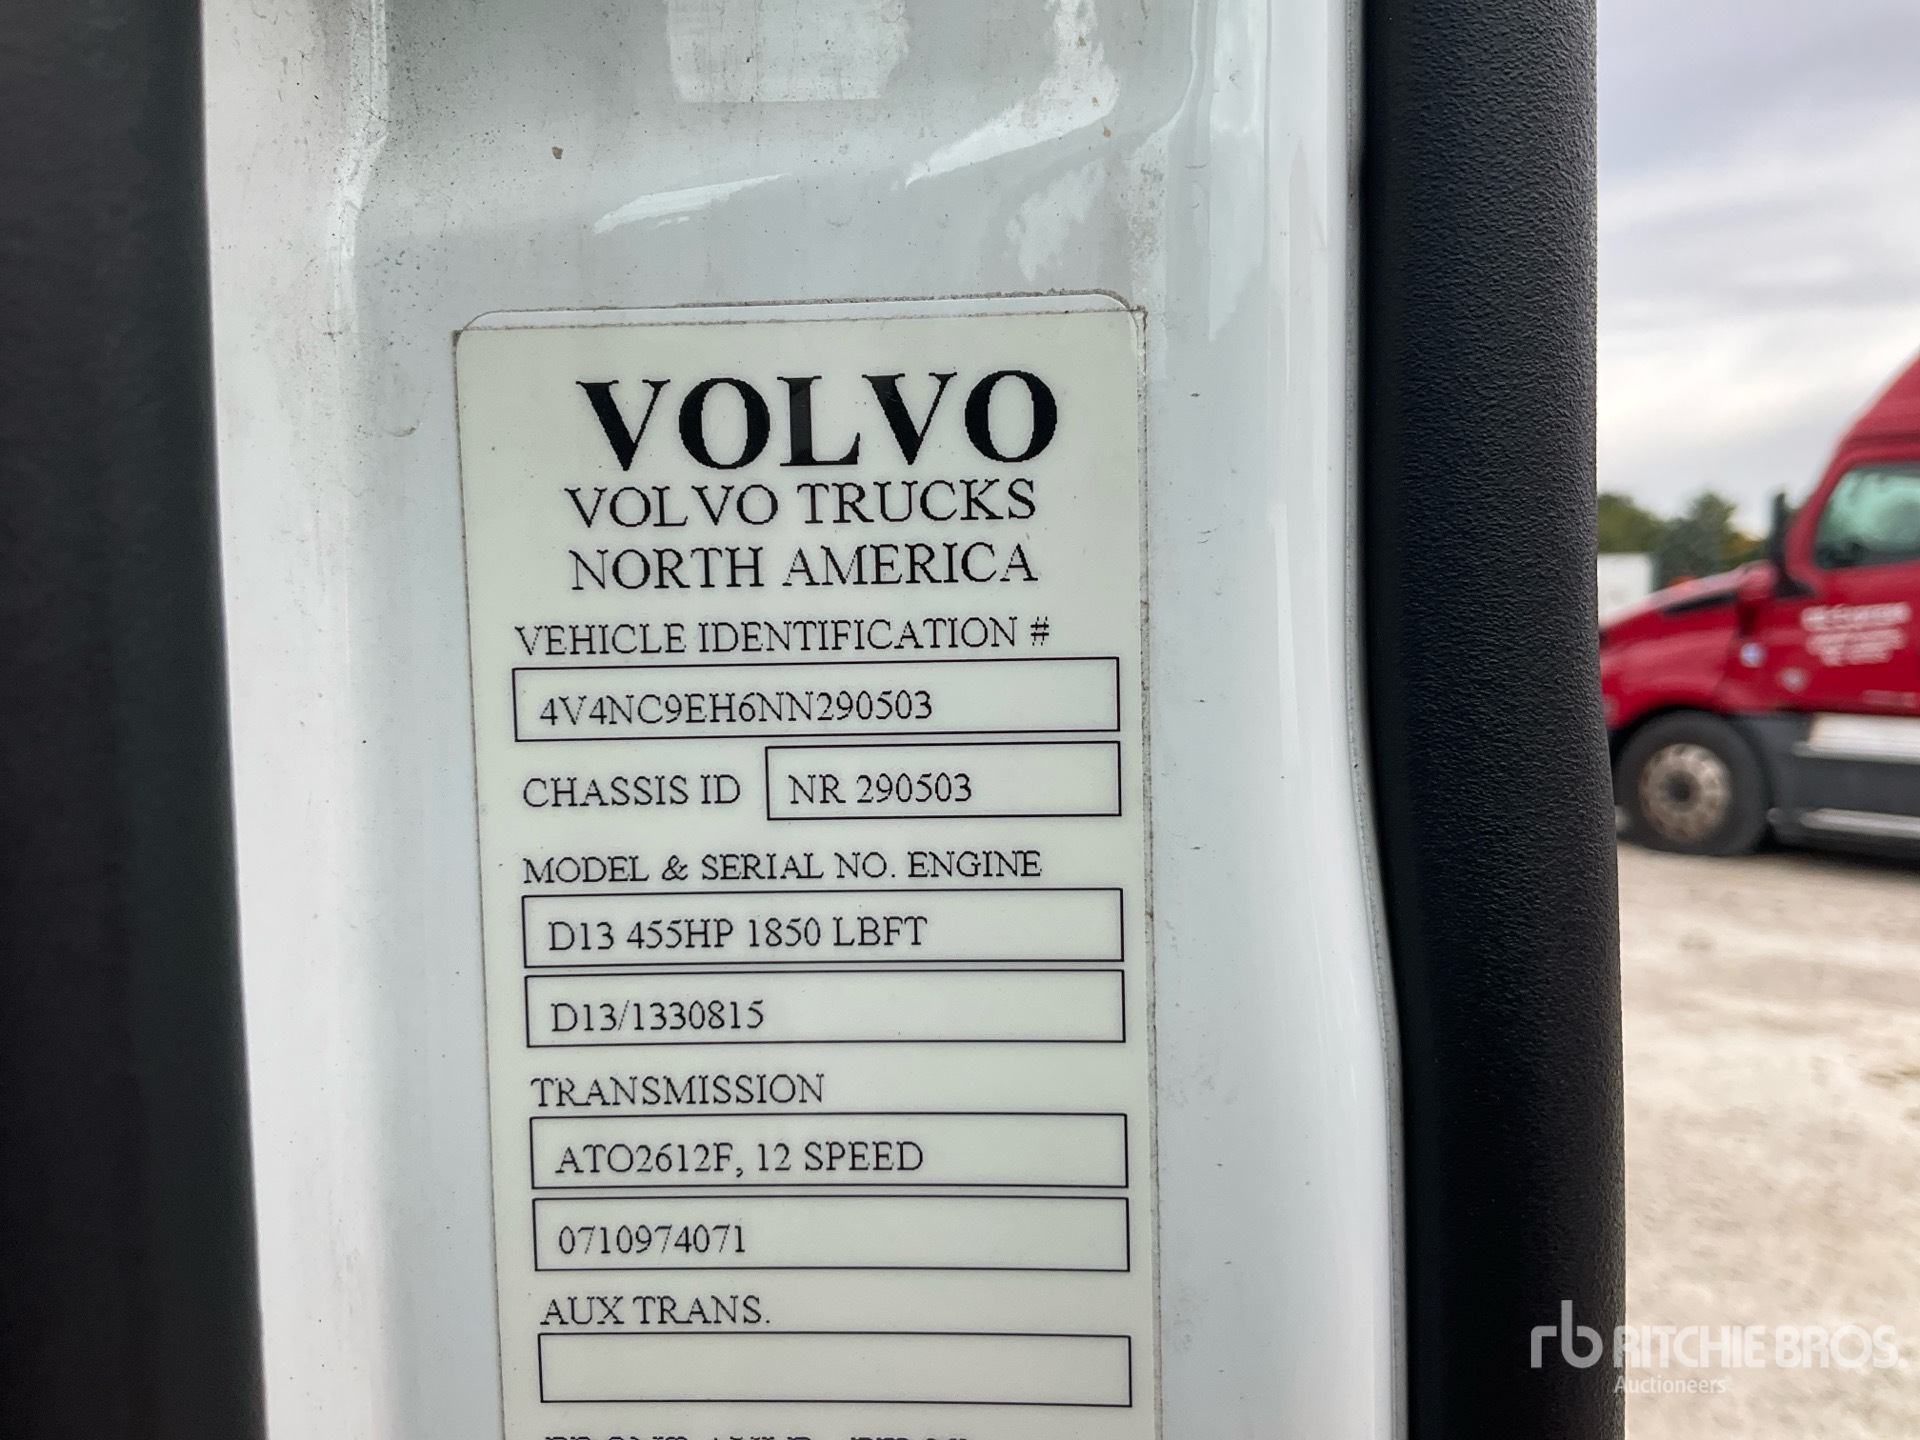 VOLVO
VOLVO TRUCKS
NORTH AMERICA
VEHICLE IDENTIFICATION #
4V4NC9EH6NN290503
CHASSIS ID NR 290503
MODEL & SERIAL NO. ENGINE
D13 455HP 1850 LBFT
D13/1330815
TRANSMISSION
ATO2612F, 12 SPEED
0710974071
AUX TRANS.
rb RITCHIE BROS.
Auctioneers